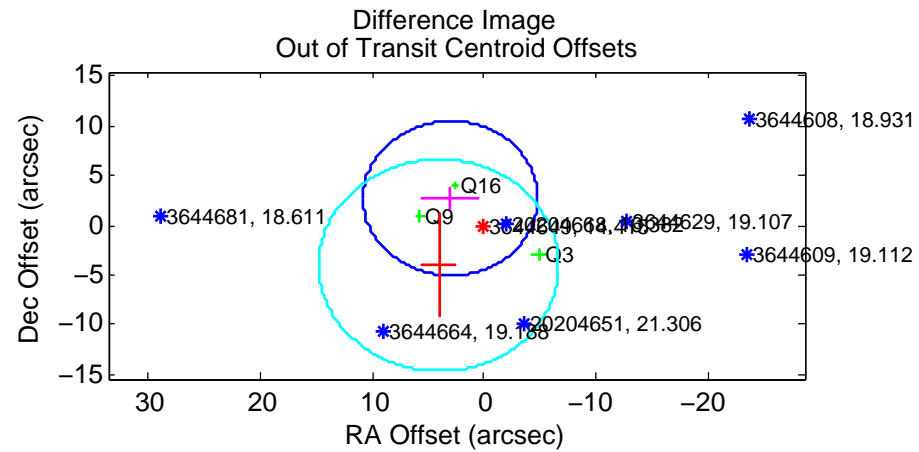 Difference Image
Out of Transit Centroid Offsets
15
10
5
0
−5
−10
−15
Dec Offset (arcsec)
3644608, 18.931
Q16
3644681, 18.611
Q9
3644629, 19.107
Q3
3644609, 19.112
3644664, 19.188
20204651, 21.306
30
20
10
0
−10
−20
RA Offset (arcsec)